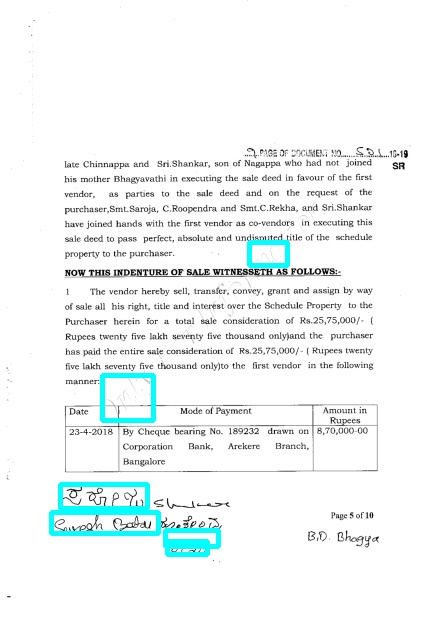 PAGE OF DOCUMENT NO. 18-19
SR
late Chinnappa and Sri.Shankar, son of Nagappa who had not joined
his mother Bhagyavathi in executing the sale deed in favour of the first
vendor, as parties to the sale deed and on the request of the
purchaser,Smt.Saroja, C.Roopendra and Smt.C.Rekha, and Sri.Shankar
have joined hands with the first vendor as co-vendors in executing this
sale deed to pass perfect, absolute and undisputed title of the schedule
property to the purchaser.
NOW THIS INDENTURE OF SALE WITNESSETH AS FOLLOWS:-
1 The vendor hereby sell, transfer, convey, grant and assign by way
of sale all his right, title and interest over the Schedule Property to the
Purchaser herein for a total sale consideration of Rs.25,75,000/- (
Rupees twenty five lakh seventy five thousand only)and the purchaser
has paid the entire sale consideration of Rs.25,75,000/- ( Rupees twenty
five lakh seventy five thousand only)to the first vendor in the following
manner:
Date Mode of Payment Amount in
Rupees
23-4-2018 By Cheque bearing No. 189232 drawn on 8,70,000-00
Corporation Bank, Arekere Branch,
Bangalore
Page 5 of 10
B.D. Bhagya